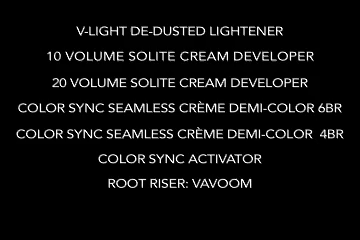 V-LIGHT DE-DUSTED LIGHTENER
10 VOLUME SOLITE CREAM DEVELOPER
20 VOLUME SOLITE CREAM DEVELOPER
COLOR SYNC SEAMLESS CRÈME DEMI-COLOR 6BR
COLOR SYNC SEAMLESS CRÈME DEMI-COLOR 4BR
COLOR SYNC ACTIVATOR
ROOT RISER: VAVOOM